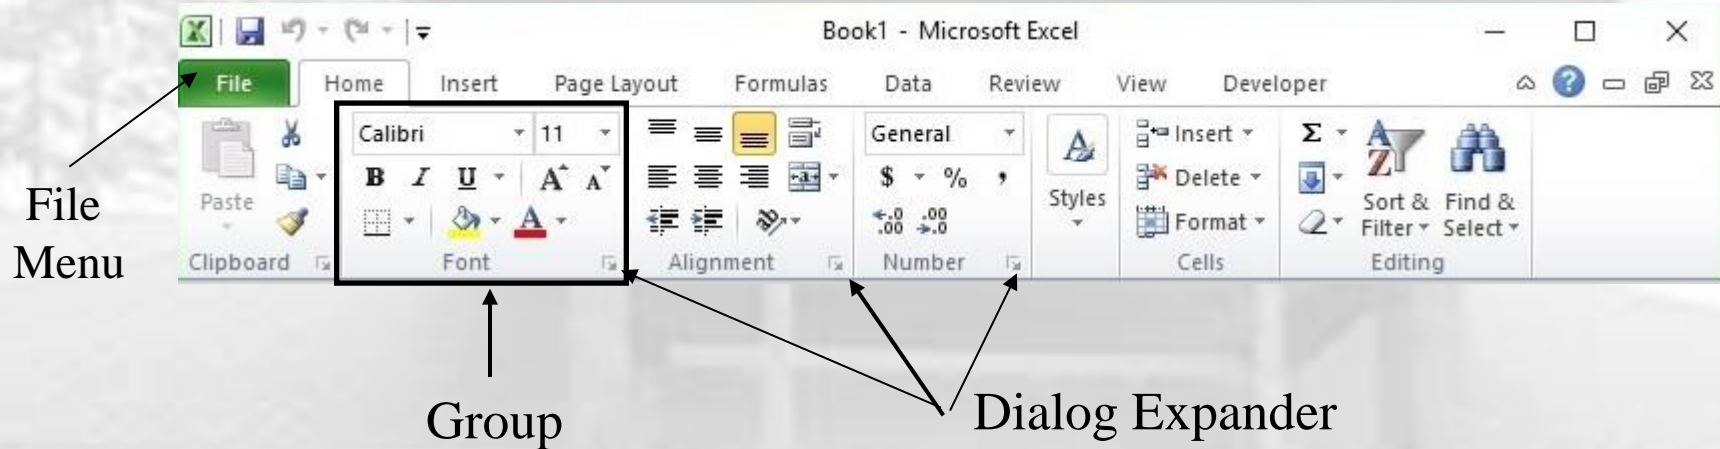 Book1 - Microsoft Excel
File Home Insert Page Layout Formulas Data Review View Developer
Calibri 11 General Insert Σ
B I U A A $ % , Delete
Paste Styles Sort & Find &
A Format Filter Select
Clipboard Font Alignment Number Cells Editing
File
Menu
Group
Dialog Expander